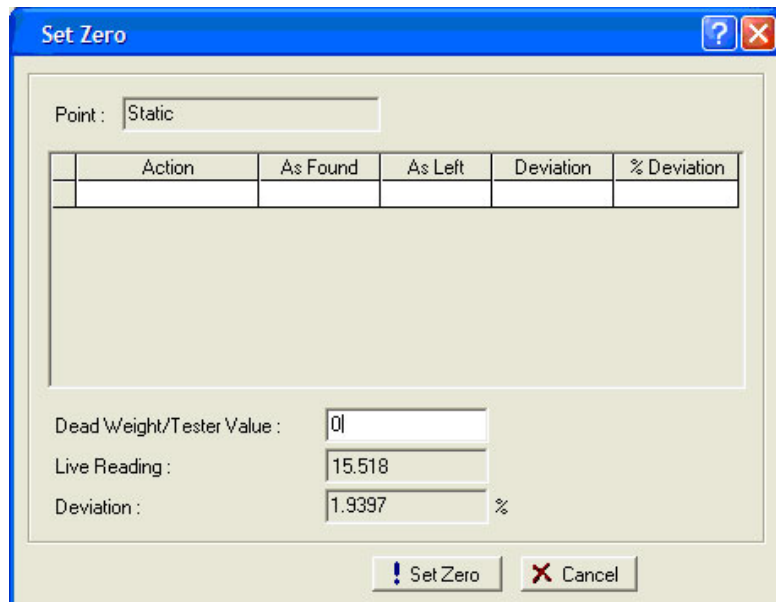 Set Zero
Point : Static
Action As Found As Left Deviation % Deviation
Dead Weight/Tester Value : 0
Live Reading : 15.518
Deviation : 1.9397 %
! Set Zero X Cancel